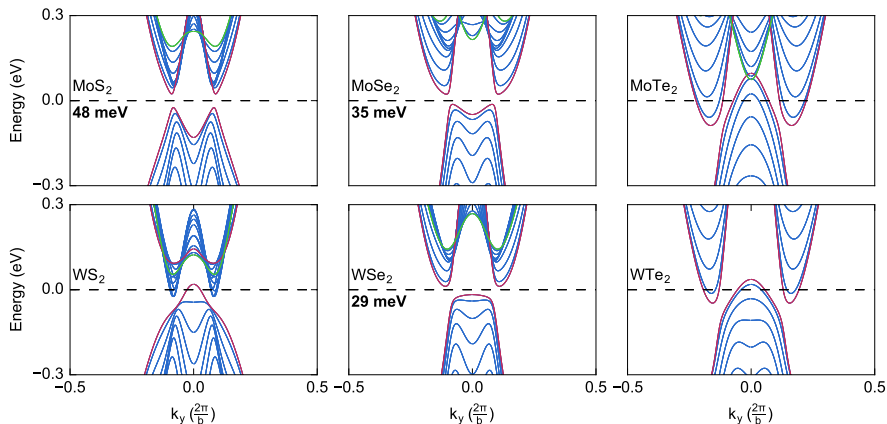 0.3
0.0
−0.3
Energy (eV)
MoS2
48 meV
MoSe2
35 meV
MoTe2
0.3
0.0
−0.3
Energy (eV)
WS2
WSe2
29 meV
WTe2
−0.5 0.0 0.5
−0.5 0.0 0.5
−0.5 0.0 0.5
ky (2π/b)
ky (2π/b)
ky (2π/b)